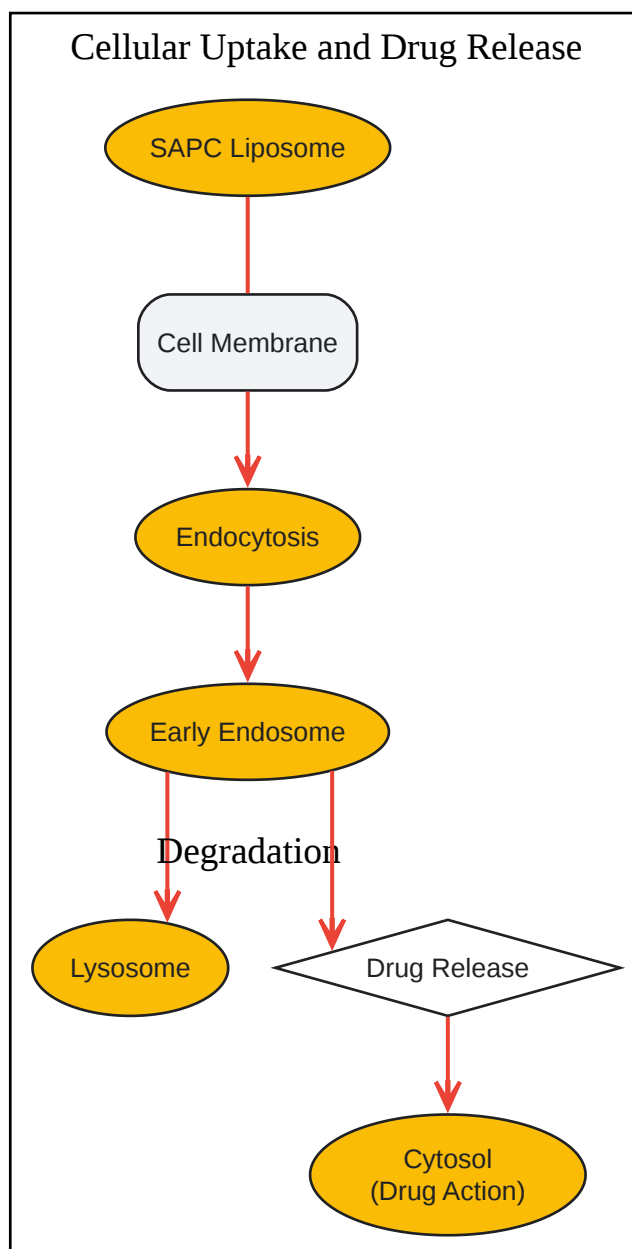 Cellular Uptake and Drug Release
SAPC Liposome
Cell Membrane
Endocytosis
Early Endosome
Degradation
Lysosome
Drug Release
Cytosol
(Drug Action)